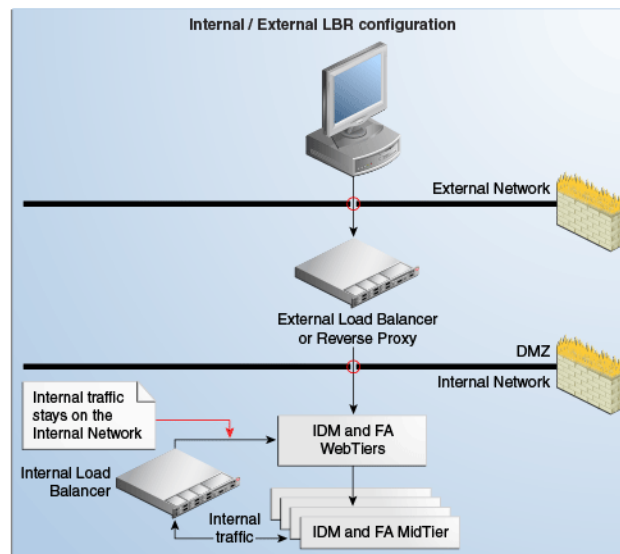 Internal / External LBR configuration
External Network
External Load Balancer
or Reverse Proxy
DMZ
Internal Network
Internal traffic
stays on the
Internal Network
IDM and FA
WebTiers
Internal Load
Balancer
Internal
traffic
IDM and FA MidTier